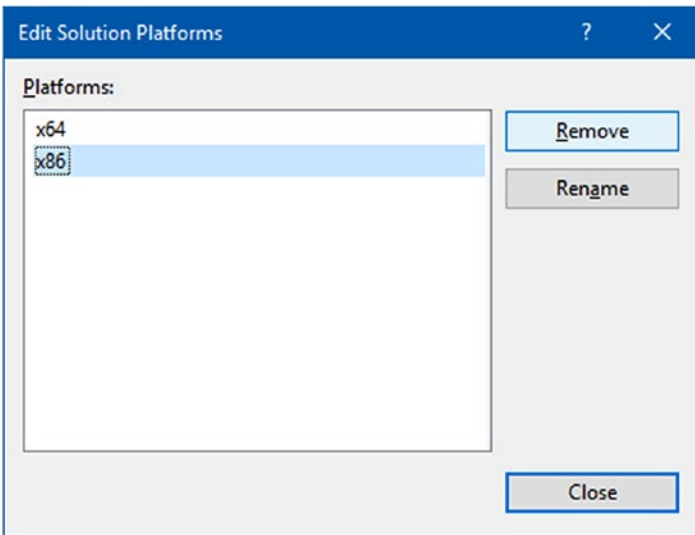 Edit Solution Platforms ? ×
Platforms:
x64
x86
Remove
Rename
Close